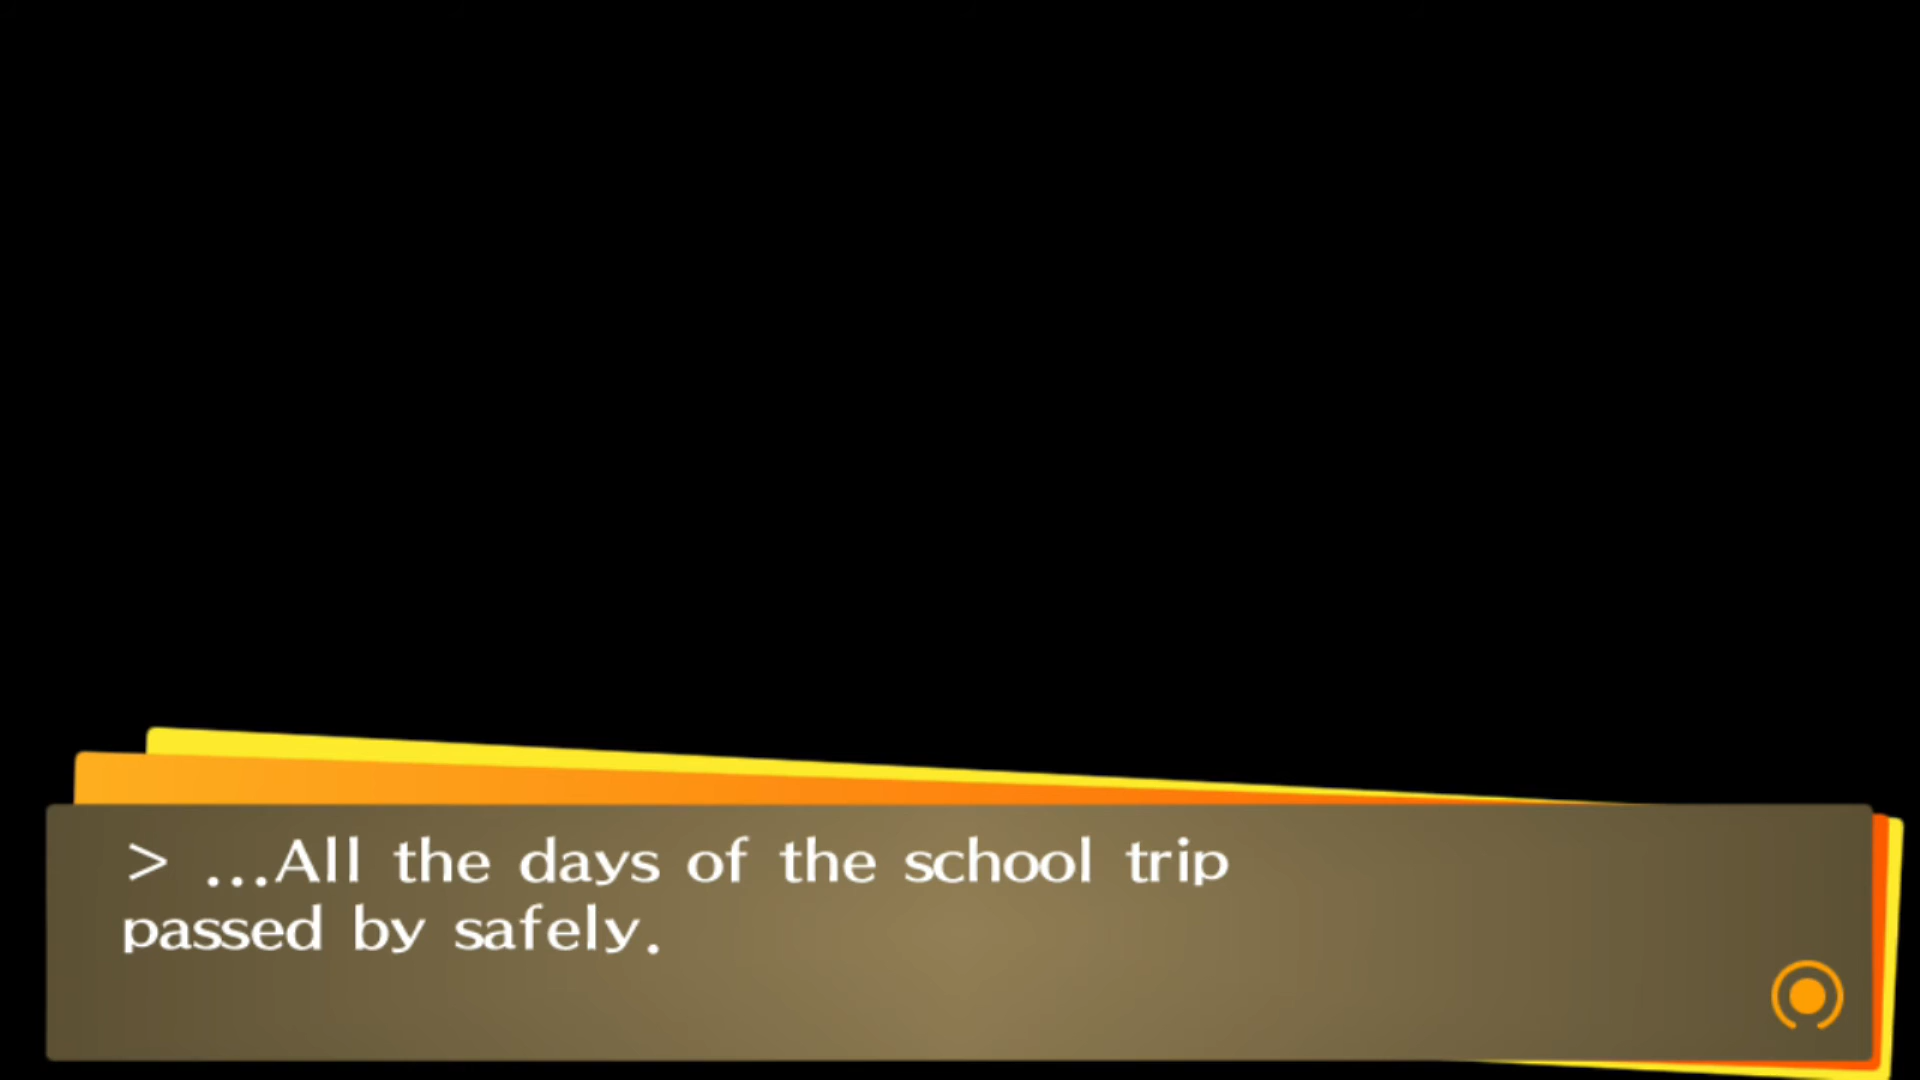 > ...All the days of the school trip
passed by safely.